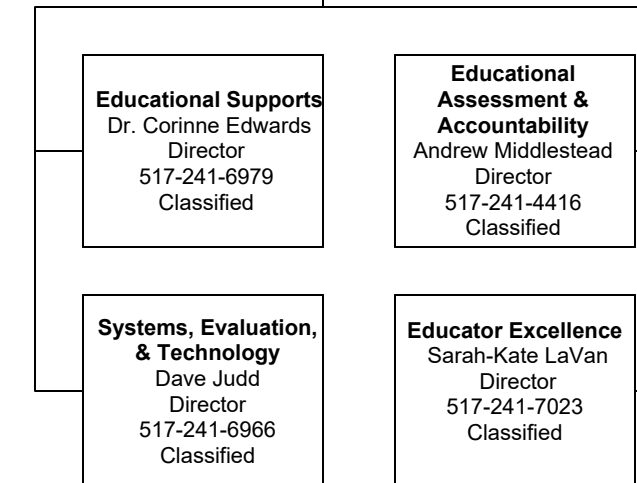 Educational Supports
Dr. Corinne Edwards
Director
517-241-6979
Classified
Educational
Assessment &
Accountability
Andrew Middlestead
Director
517-241-4416
Classified
Systems, Evaluation,
& Technology
Dave Judd
Director
517-241-6966
Classified
Educator Excellence
Sarah-Kate LaVan
Director
517-241-7023
Classified